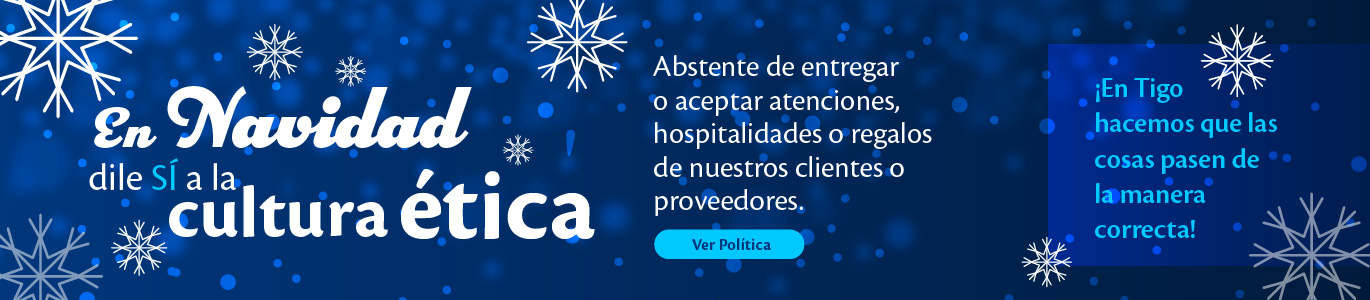 En Navidad
dile SÍ a la
cultura ética
Abstente de entregar
o aceptar atenciones,
hospitalidades o regalos
de nuestros clientes o
proveedores.
Ver Política
¡En Tigo
hacemos que las
cosas pasen de
la manera
correcta!